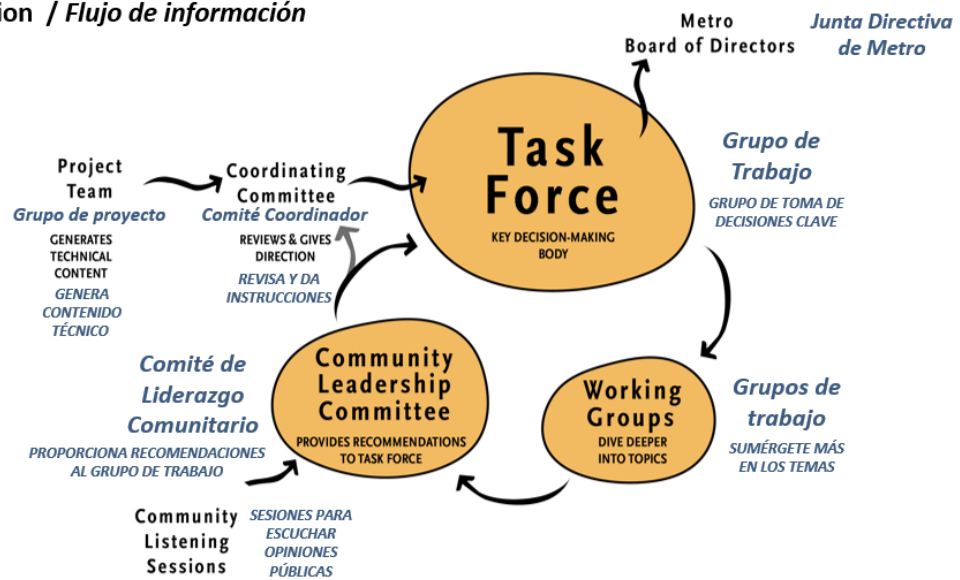 ion / Flujo de información
Metro
Board of Directors
Junta Directiva
de Metro
Task
Force
KEY DECISION-MAKING
BODY
Grupo de
Trabajo
GRUPO DE TOMA DE
DECISIONES CLAVE
Project
Team
Grupo de proyecto
GENERATES
TECHNICAL
CONTENT
GENERA
CONTENIDO
TÉCNICO
Coordinating
Committee
Comité Coordinador
REVIEWS & GIVES
DIRECTION
REVISA Y DA
INSTRUCCIONES
Comité de
Liderazgo
Comunitario
PROPORCIONA RECOMENDACIONES
AL GRUPO DE TRABAJO
Community
Leadership
Committee
PROVIDES RECOMMENDATIONS
TO TASK FORCE
Working
Groups
DIVE DEEPER
INTO TOPICS
Grupos de
trabajo
SUMÉRGETE MÁS
EN LOS TEMAS
Community
Listening
Sessions
SESIONES PARA
ESCUCHAR
OPINIONES
PÚBLICAS